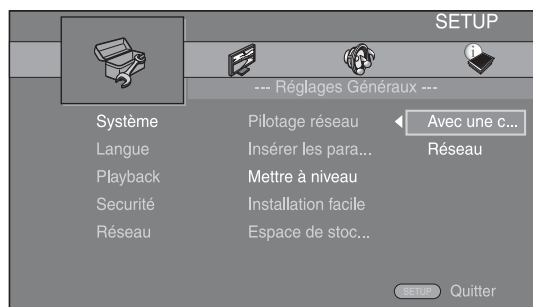 SETUP
--- Réglages Généraux ---
Système Pilotage réseau Avec une c...
Langue Insérer les para... Réseau
Playback Mettre à niveau
Securité Installation facile
Réseau Espace de stoc...
SETUP Quitter